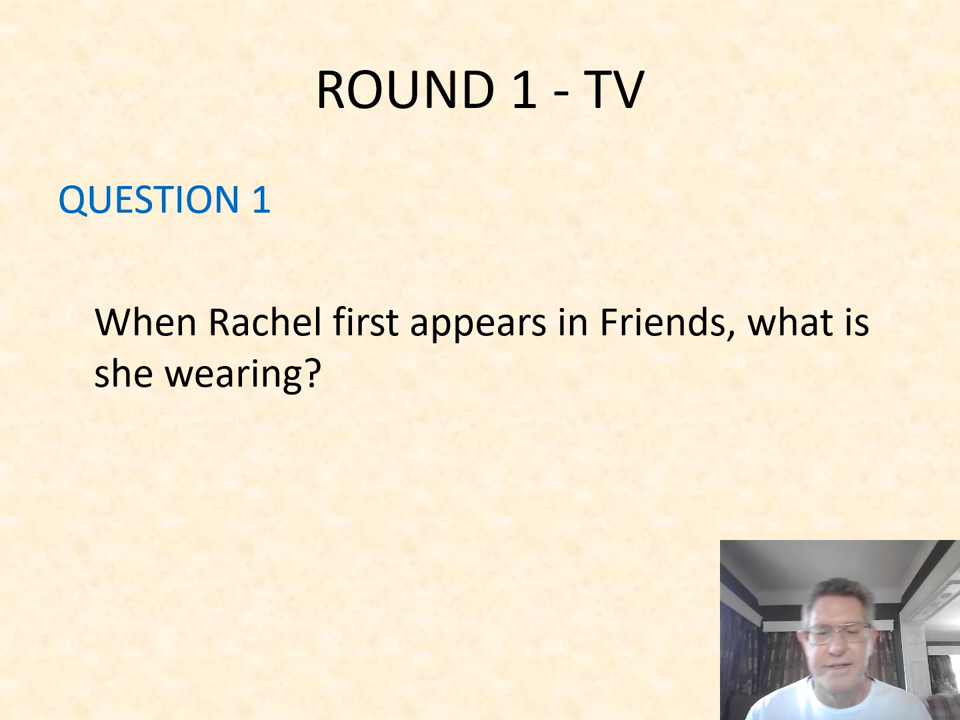 ROUND 1 - TV
QUESTION 1
When Rachel first appears in Friends, what is
she wearing?